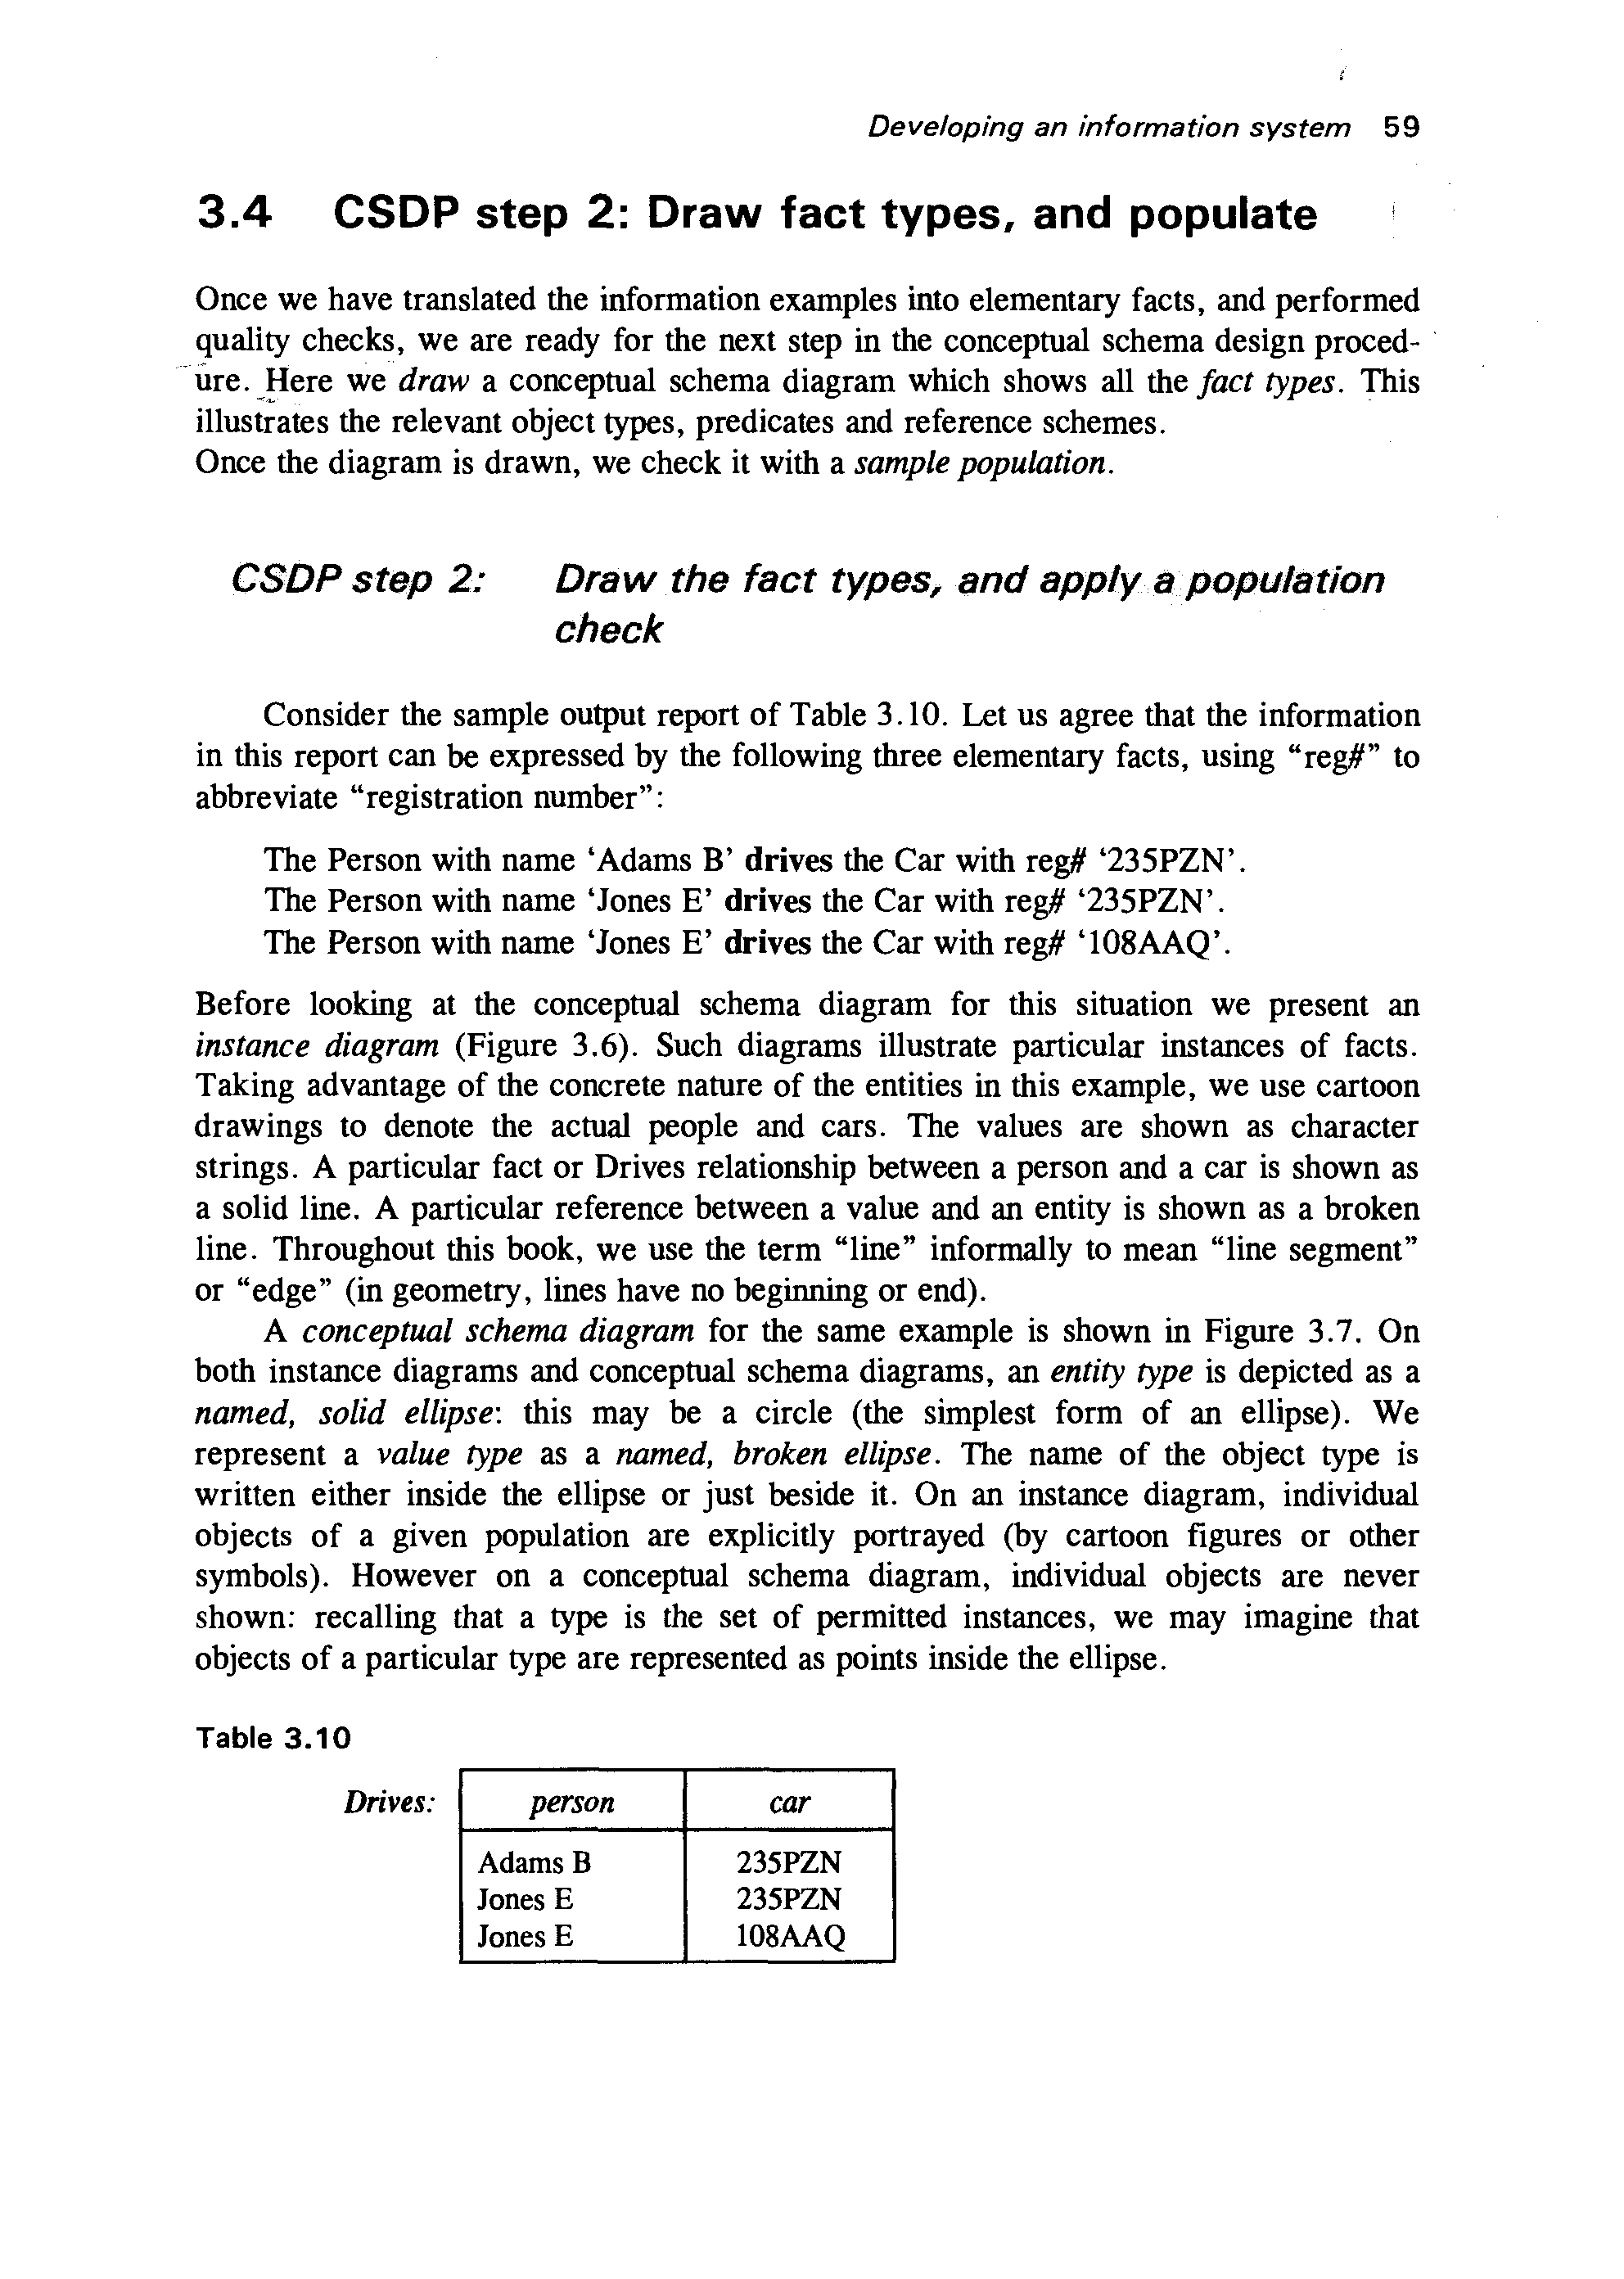 Developing an information system 59
3.4 CSDP step 2: Draw fact types, and populate
Once we have translated the information examples into elementary facts, and performed
quality checks, we are ready for the next step in the conceptual schema design proced-
ure. Here we draw a conceptual schema diagram which shows all the fact types. This
illustrates the relevant object types, predicates and reference schemes.
Once the diagram is drawn, we check it with a sample population.
CSDP step 2: Draw the fact types, and apply a population
check
Consider the sample output report of Table 3.10. Let us agree that the information
in this report can be expressed by the following three elementary facts, using “reg#” to
abbreviate “registration number”:
The Person with name ‘Adams B’ drives the Car with reg# ‘235PZN’.
The Person with name ‘Jones E’ drives the Car with reg# ‘235PZN’.
The Person with name ‘Jones E’ drives the Car with reg# ‘108AAQ’.
Before looking at the conceptual schema diagram for this situation we present an
instance diagram (Figure 3.6). Such diagrams illustrate particular instances of facts.
Taking advantage of the concrete nature of the entities in this example, we use cartoon
drawings to denote the actual people and cars. The values are shown as character
strings. A particular fact or Drives relationship between a person and a car is shown as
a solid line. A particular reference between a value and an entity is shown as a broken
line. Throughout this book, we use the term “line” informally to mean “line segment”
or “edge” (in geometry, lines have no beginning or end).
A conceptual schema diagram for the same example is shown in Figure 3.7. On
both instance diagrams and conceptual schema diagrams, an entity type is depicted as a
named, solid ellipse: this may be a circle (the simplest form of an ellipse). We
represent a value type as a named, broken ellipse. The name of the object type is
written either inside the ellipse or just beside it. On an instance diagram, individual
objects of a given population are explicitly portrayed (by cartoon figures or other
symbols). However on a conceptual schema diagram, individual objects are never
shown: recalling that a type is the set of permitted instances, we may imagine that
objects of a particular type are represented as points inside the ellipse.
Table 3.10
Drives: person car
Adams B 235PZN
Jones E 235PZN
Jones E 108AAQ